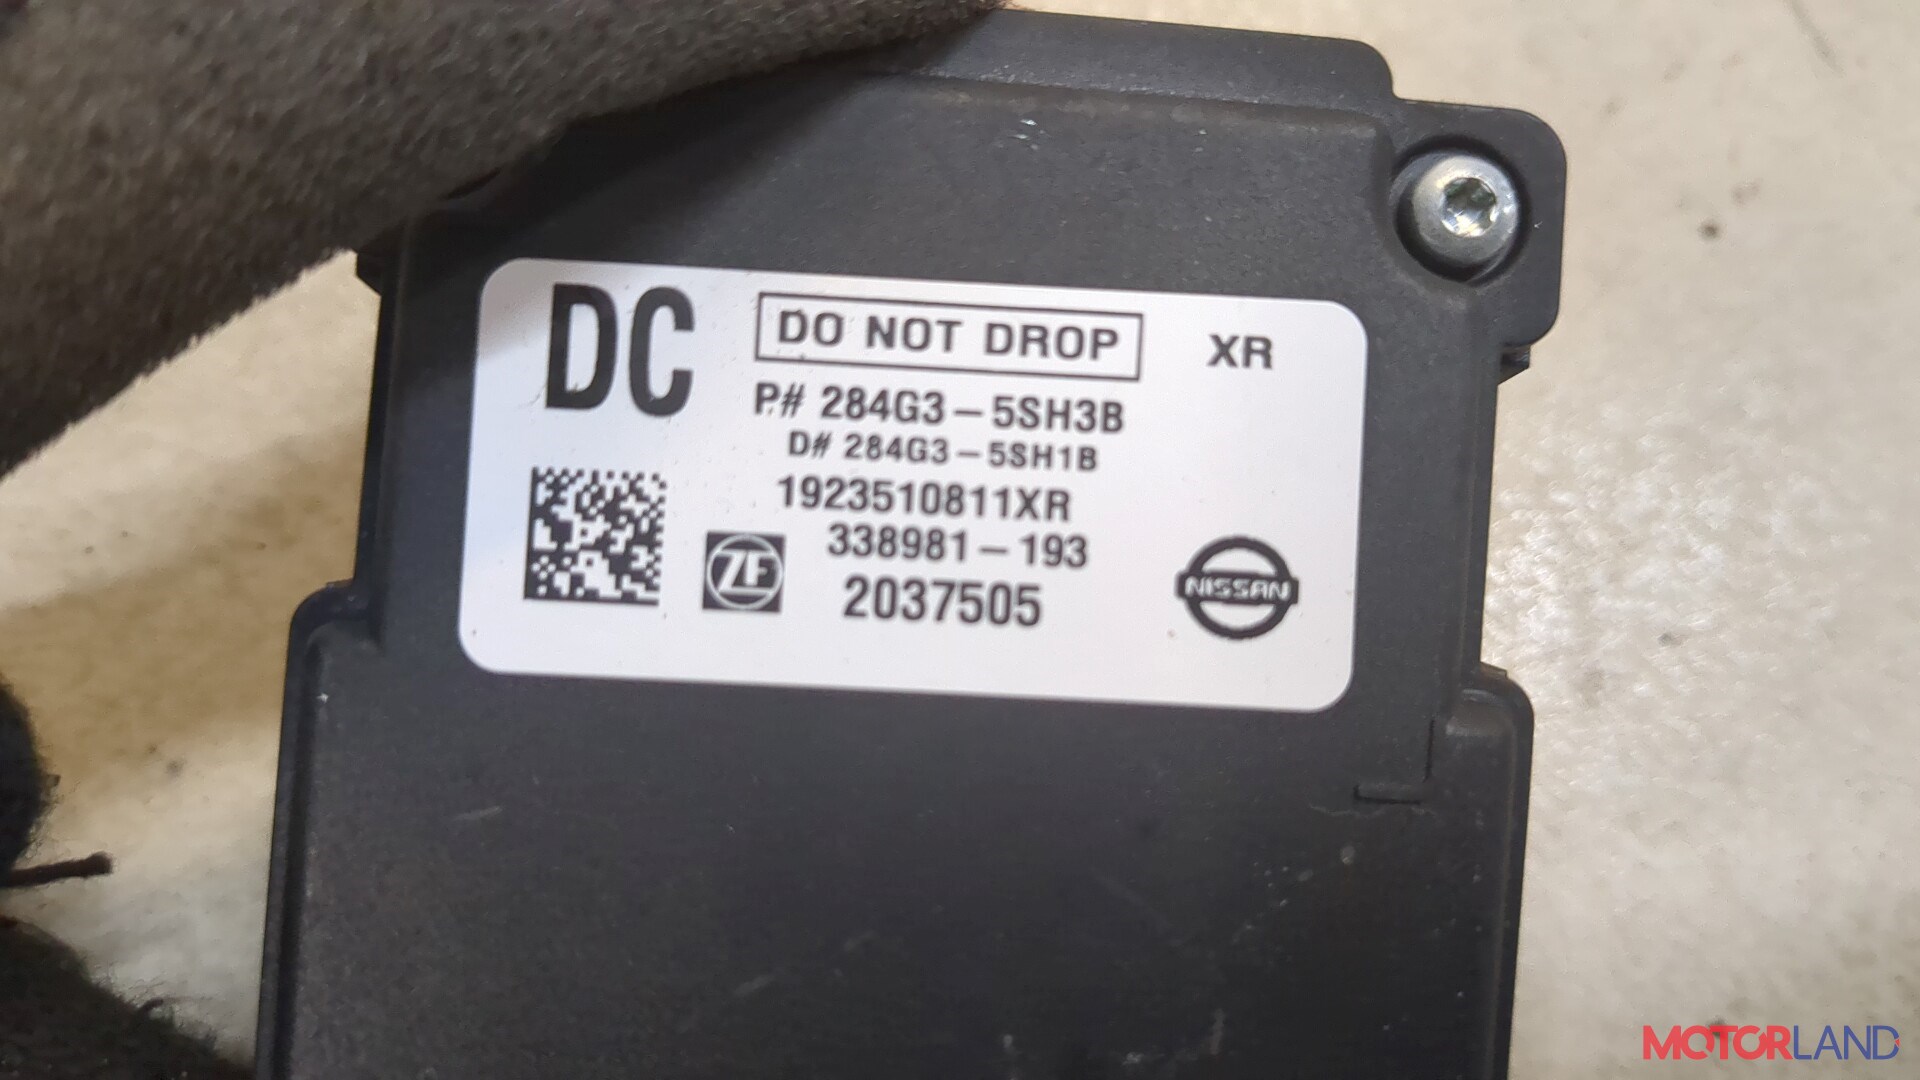 DC
DO NOT DROP
XR
P# 284G3-5SH3B
D# 284G3-5SH1B
1923510811XR
338981-193
2037505
ZF
NISSAN
MOTORLAND